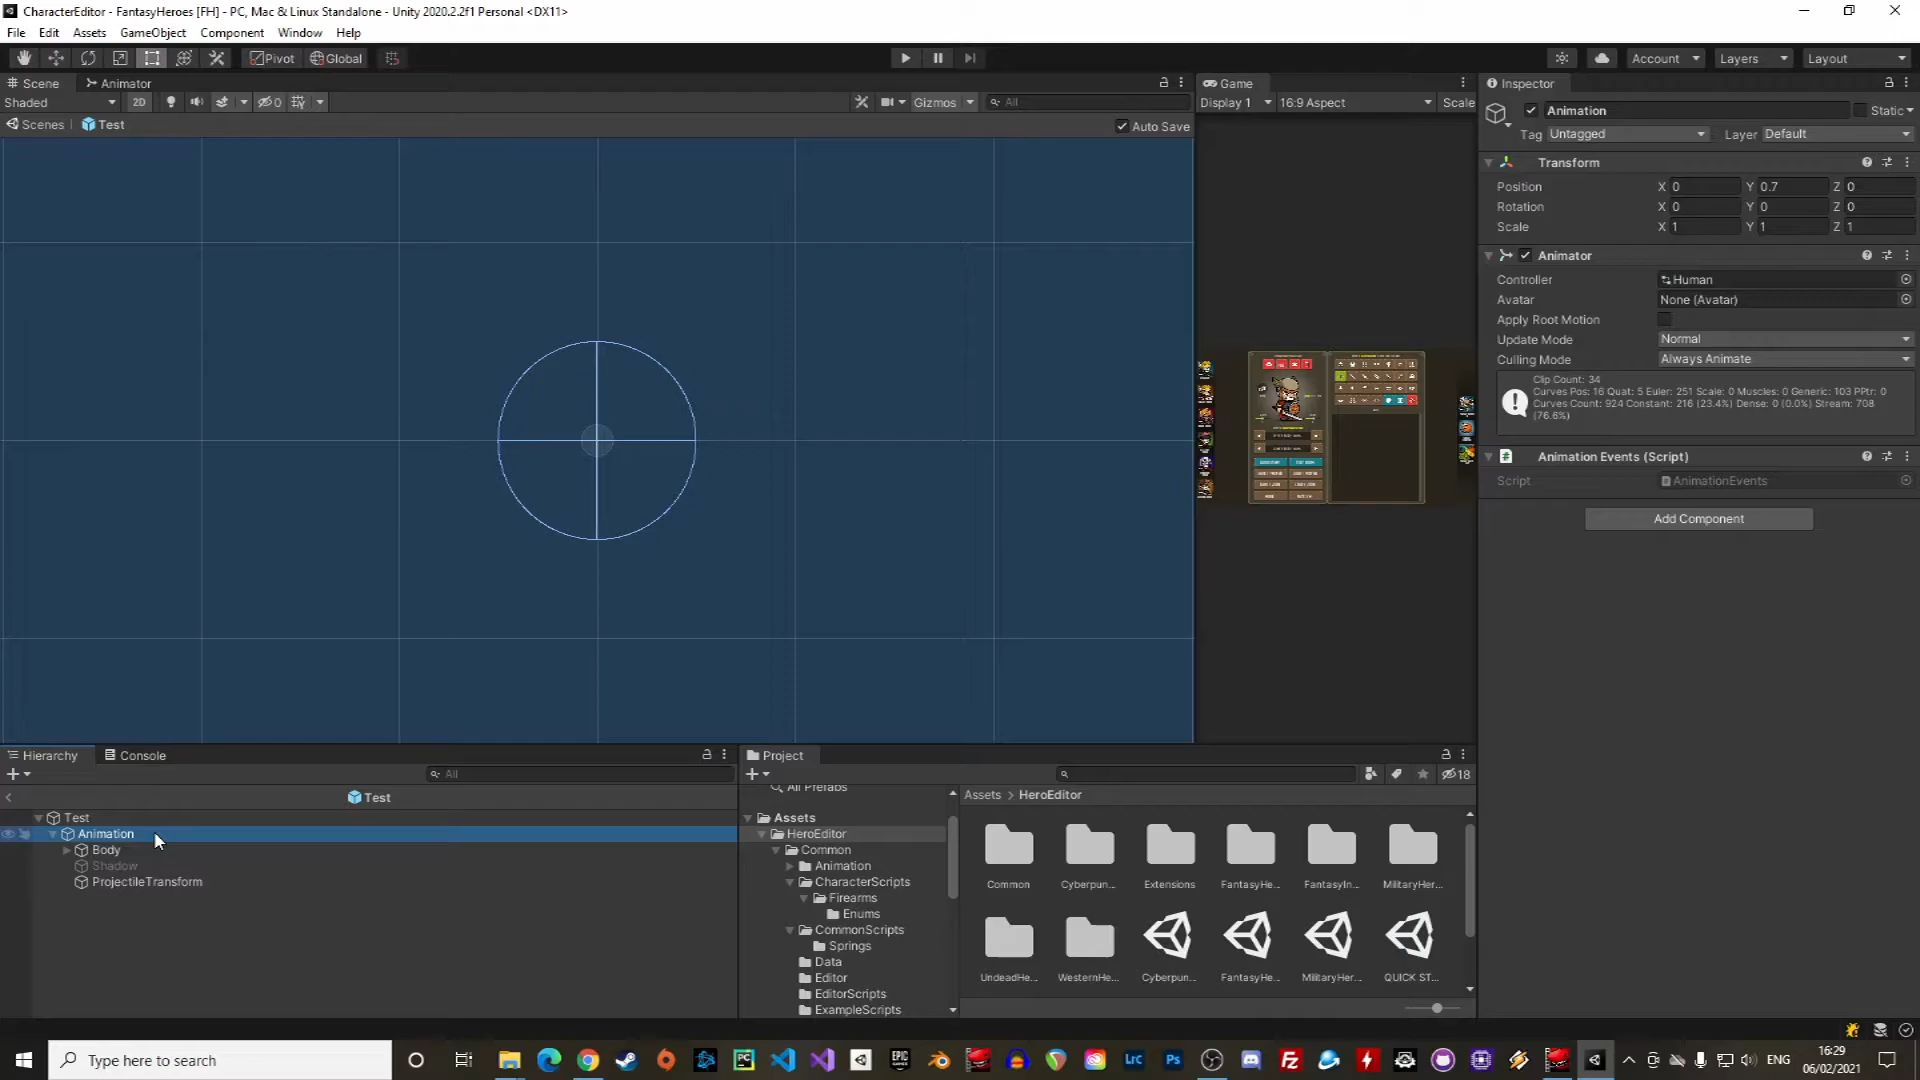 CharacterEditor - FantasyHeroes [FH] - PC, Mac & Linux Standalone - Unity 2020.2.2f1 Personal <DX11>
File Edit Assets GameObject Component Window Help
Pivot Global Account Layers Layout
Scene Animator
Shaded 2D 0 Gizmos All
Scenes Test Auto Save
Game
Display 1 16:9 Aspect Scale
Inspector
Animation Static
Tag Untagged Layer Default
Transform
Position X 0 Y 0.7 Z 0
Rotation X 0 Y 0 Z 0
Scale X 1 Y 1 Z 1
Animator
Controller Human
Avatar None (Avatar)
Apply Root Motion
Update Mode Normal
Culling Mode Always Animate
Clip Count: 34
Curves Pos: 16 Quat: 5 Euler: 251 Scale: 0 Muscles: 0 Generic: 103 PPtr: 0
Curves Count: 924 Constant: 216 (23.4%) Dense: 0 (0.0%) Stream: 708
(76.6%)
Animation Events (Script)
Script AnimationEvents
Add Component
Hierarchy Console
All
Test
Test
Animation
Body
Shadow
ProjectileTransform
Project
18
All Prefabs
Assets
HeroEditor
Common
Animation
CharacterScripts
Firearms
Enums
CommonScripts
Springs
Data
Editor
EditorScripts
ExampleScripts
Assets > HeroEditor
Common Cyberpun... Extensions FantasyHe... FantasyIn... MilitaryHer...
UndeadHe... WesternHe... Cyberpun... FantasyHe... MilitaryHer... QUICK ST...
Type here to search
PC
EPIC GAMES
Lrc
Ps
ENG
16:29
06/02/2021